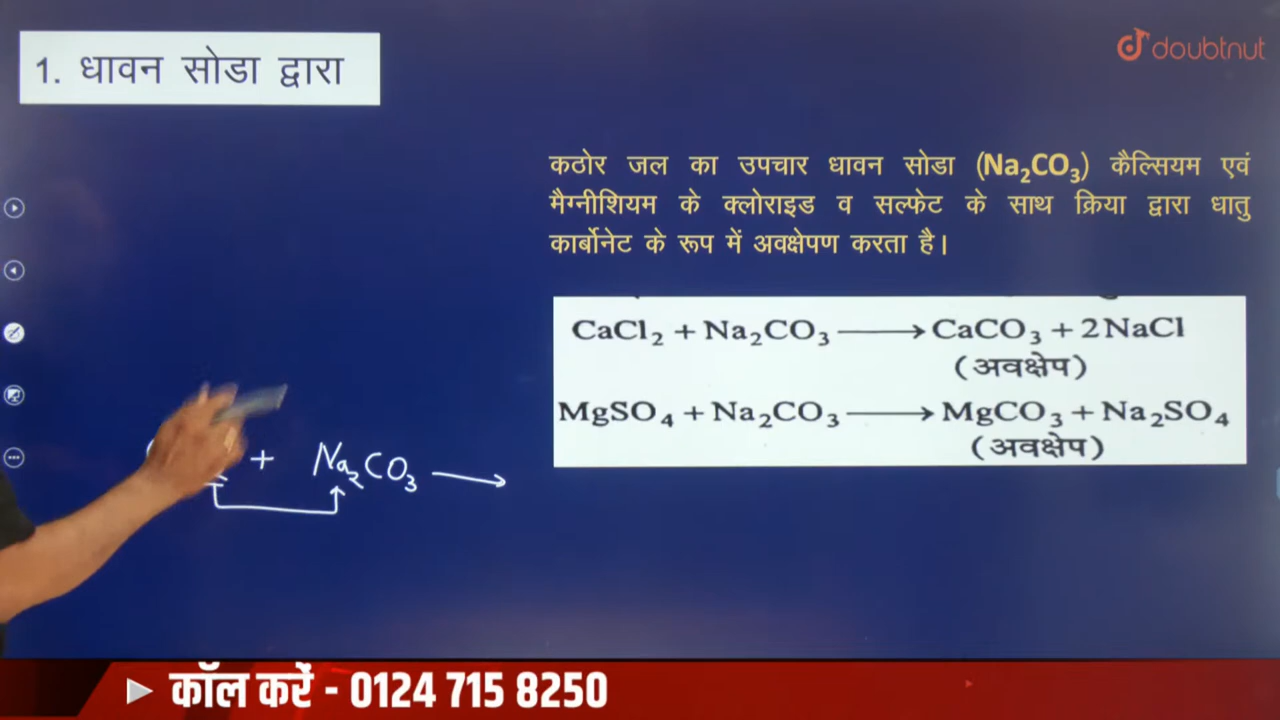 1. धावन सोडा द्वारा
doubtnut
कठोर जल का उपचार धावन सोडा (Na₂CO₃) कैल्सियम एवं
मैग्नीशियम के क्लोराइड व सल्फेट के साथ क्रिया द्वारा धातु
कार्बोनेट के रूप में अवक्षेपण करता है।
CaCl₂ + Na₂CO₃ ⟶ CaCO₃ + 2NaCl
(अवक्षेप)
MgSO₄ + Na₂CO₃ ⟶ MgCO₃ + Na₂SO₄
(अवक्षेप)
+ Na₂CO₃ ⟶
कॉल करें - 0124 715 8250